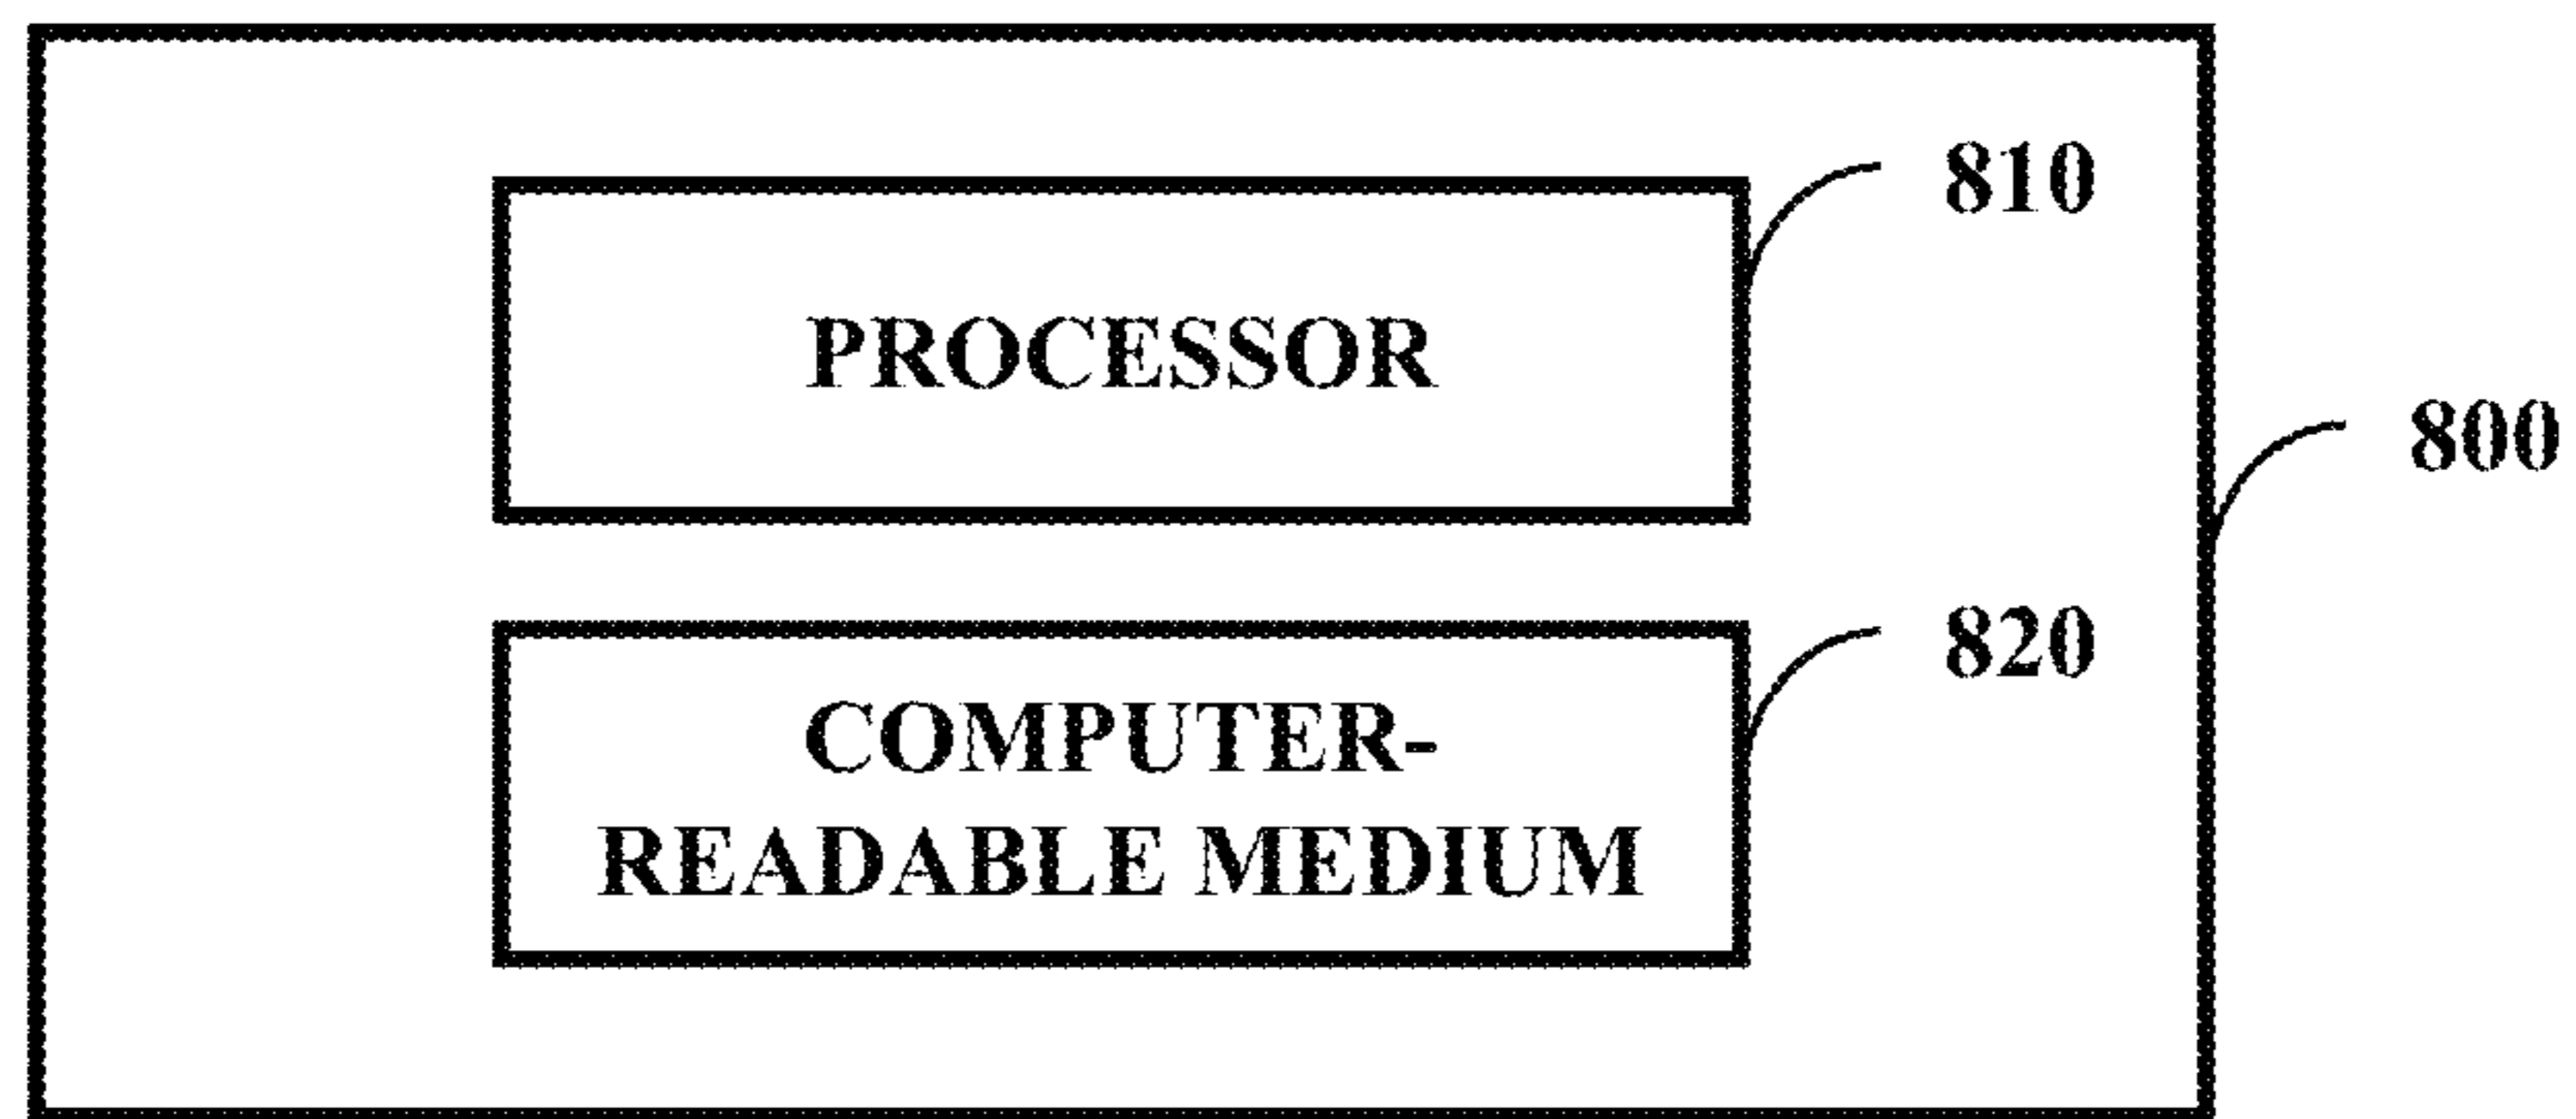 810
PROCESSOR
800
820
COMPUTER-
READABLE MEDIUM